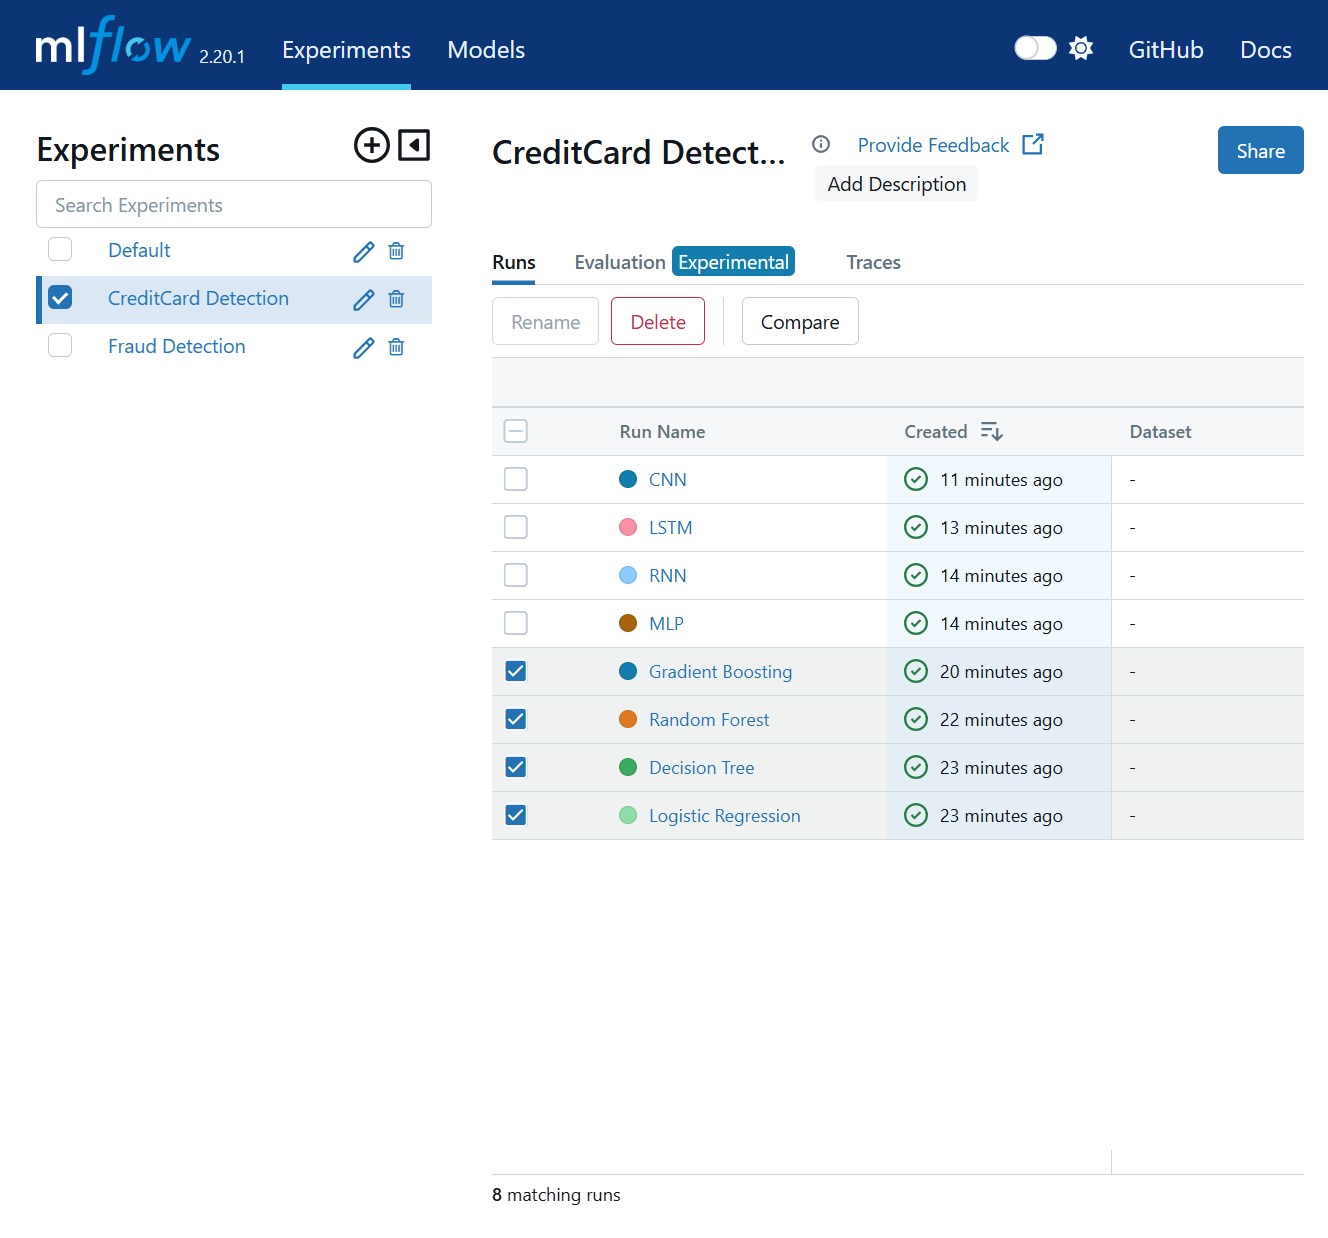 mlflow 2.20.1 Experiments Models GitHub Docs
Experiments
Search Experiments
Default
CreditCard Detection
Fraud Detection
CreditCard Detect... Provide Feedback Share
Add Description
Runs Evaluation Experimental Traces
Rename Delete Compare
Run Name Created Dataset
CNN 11 minutes ago -
LSTM 13 minutes ago -
RNN 14 minutes ago -
MLP 14 minutes ago -
Gradient Boosting 20 minutes ago -
Random Forest 22 minutes ago -
Decision Tree 23 minutes ago -
Logistic Regression 23 minutes ago -
8 matching runs